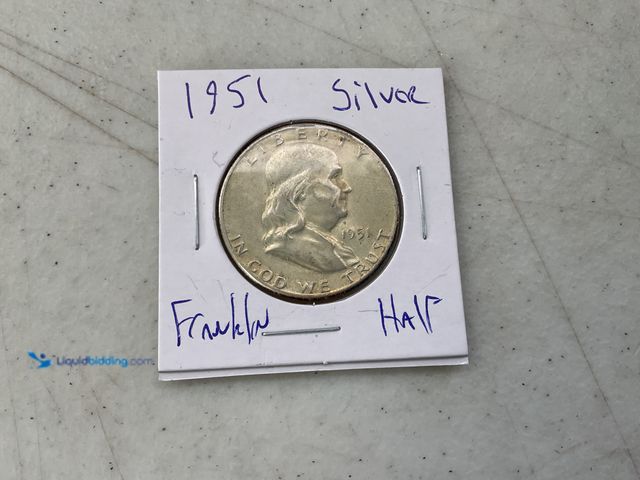 1951 Silver
LIBERTY
1951
IN GOD WE TRUST
Franklin Half
Liquidbidding.com